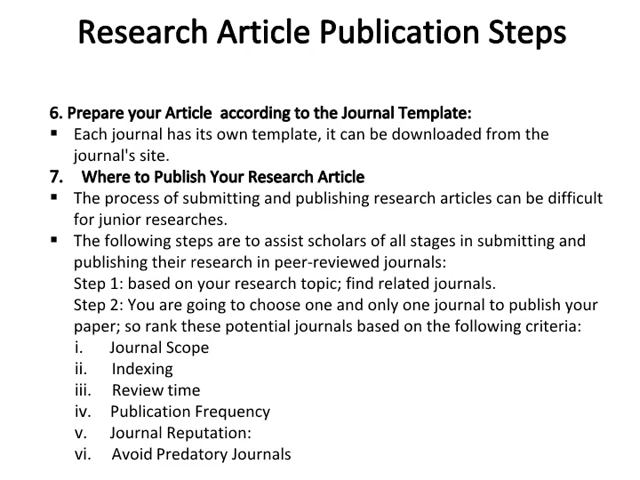 Research Article Publication Steps
6. Prepare your Article  according to the Journal Template:
▪ Each journal has its own template, it can be downloaded from the
journal's site.
7. Where to Publish Your Research Article
▪ The process of submitting and publishing research articles can be difficult
for junior researches.
▪ The following steps are to assist scholars of all stages in submitting and
publishing their research in peer-reviewed journals:
Step 1: based on your research topic; find related journals.
Step 2: You are going to choose one and only one journal to publish your
paper; so rank these potential journals based on the following criteria:
i. Journal Scope
ii. Indexing
iii. Review time
iv. Publication Frequency
v. Journal Reputation:
vi. Avoid Predatory Journals